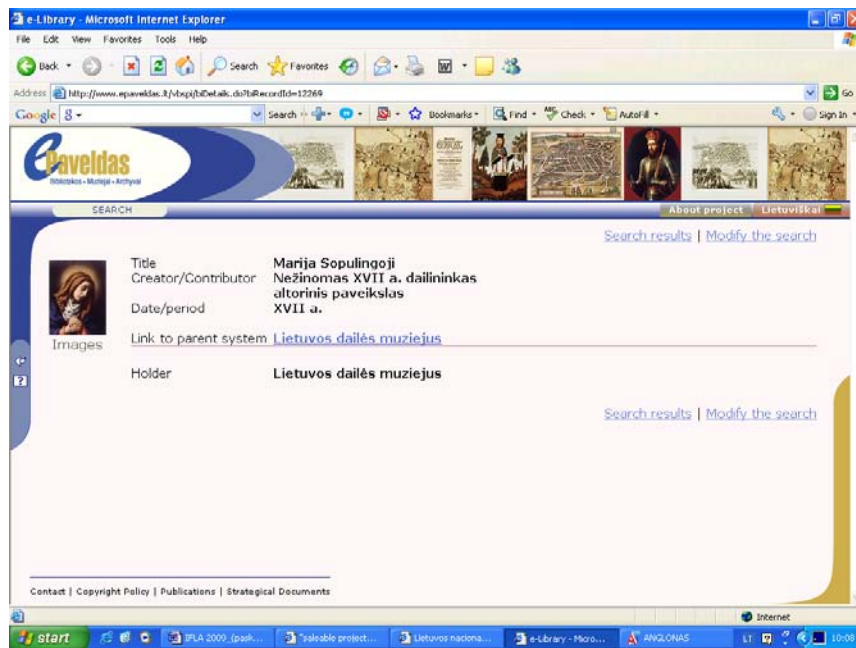 e-Library - Microsoft Internet Explorer
File Edit View Favorites Tools Help
Back Search Favorites
Address http://www.epaveldas.lt/vbspi/biDetails.do?biRecordId=12269 Go
Google Search Bookmarks Find Check AutoFill Sign In
ePaveldas
Bibliotekos - Muziejai - Archyvai
SEARCH About project Lietuviškai
Search results | Modify the search
Title Marija Sopulingoji
Creator/Contributor Nežinomas XVII a. dailininkas
altorinis paveikslas
Date/period XVII a.
Images
Link to parent system Lietuvos dailės muziejus
Holder Lietuvos dailės muziejus
Search results | Modify the search
Contact | Copyright Policy | Publications | Strategical Documents
Internet
start IFLA 2009_(pask... "saleable project... Lietuvos naciona... e-Library - Micro... ANGLONAS LT 10:08